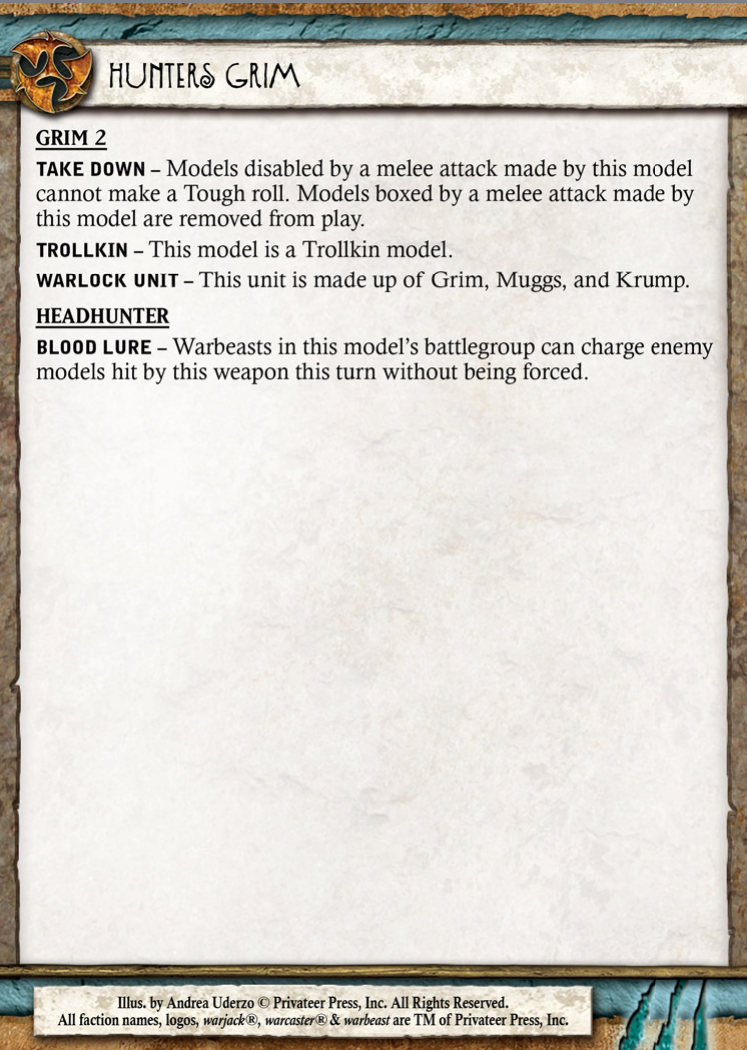 HUNTERS GRIM
GRIM 2
TAKE DOWN – Models disabled by a melee attack made by this model
cannot make a Tough roll. Models boxed by a melee attack made by
this model are removed from play.
TROLLKIN – This model is a Trollkin model.
WARLOCK UNIT – This unit is made up of Grim, Muggs, and Krump.
HEADHUNTER
BLOOD LURE – Warbeasts in this model's battlegroup can charge enemy
models hit by this weapon this turn without being forced.
Illus. by Andrea Uderzo © Privateer Press, Inc. All Rights Reserved.
All faction names, logos, warjack®, warcaster® & warbeast are TM of Privateer Press, Inc.